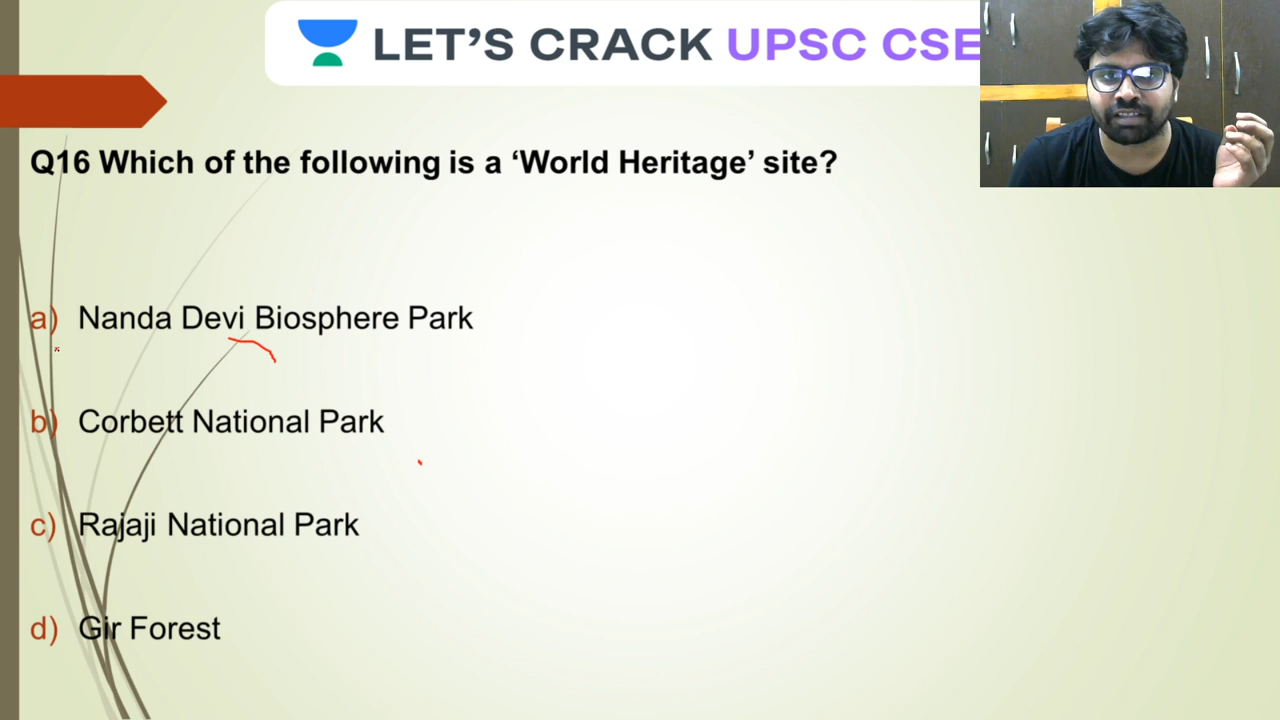 LET'S CRACK UPSC CSE
Q16 Which of the following is a ‘World Heritage’ site?
a) Nanda Devi Biosphere Park
b) Corbett National Park
c) Rajaji National Park
d) Gir Forest